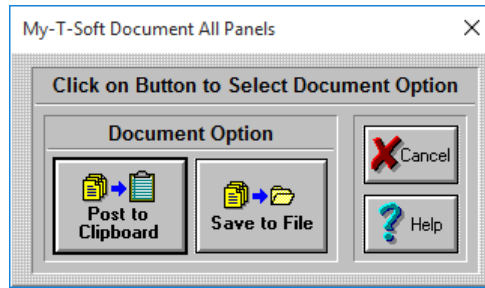 My-T-Soft Document All Panels
Click on Button to Select Document Option
Document Option
Post to
Clipboard
Save to File
Cancel
Help